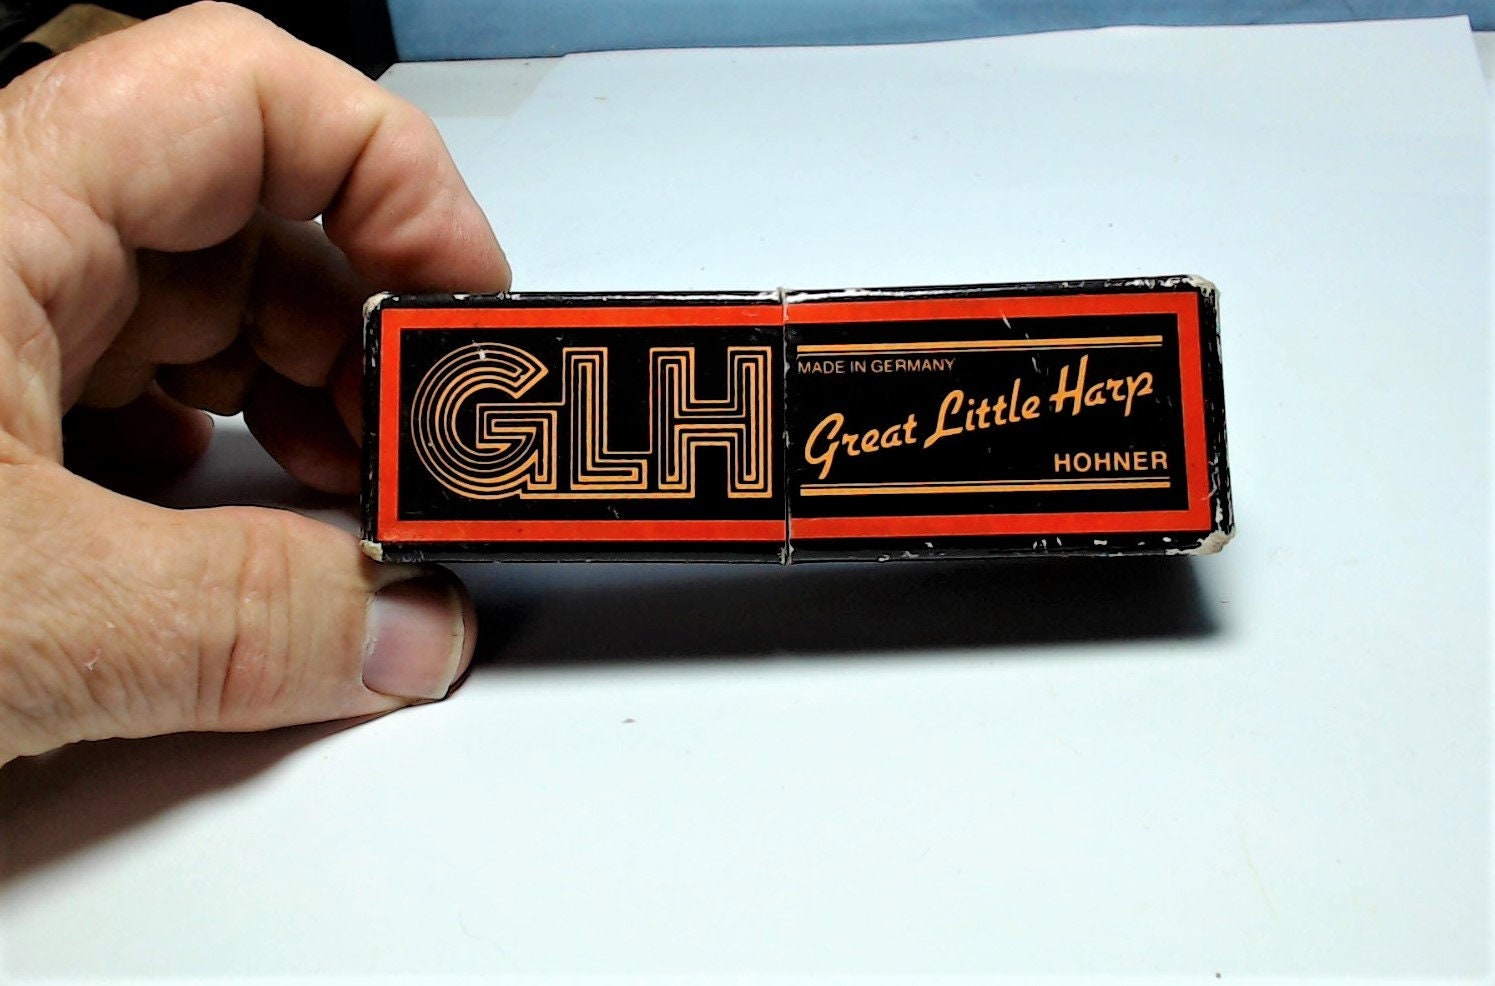 GLH
MADE IN GERMANY
Great Little Harp
HOHNER